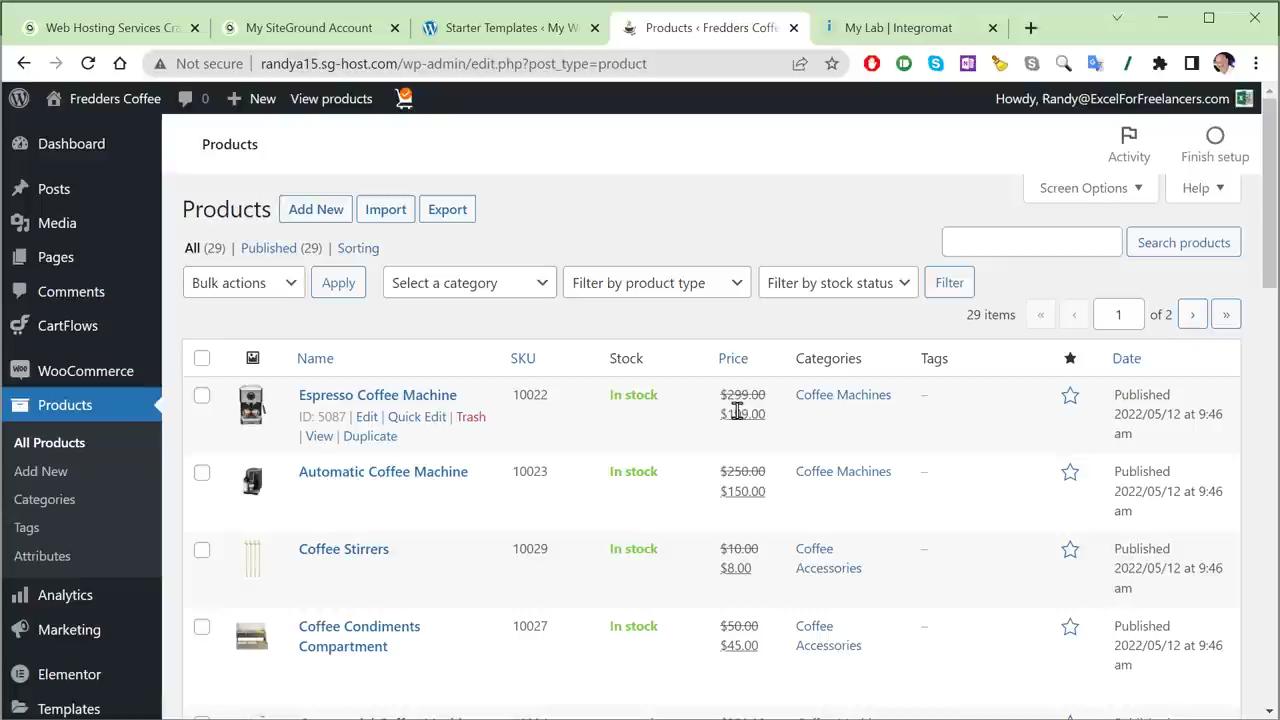 Web Hosting Services Cra
My SiteGround Account
Starter Templates ‹ My W
Products ‹ Fredders Coffe
My Lab | Integromat
Not secure randya15.sg-host.com/wp-admin/edit.php?post_type=product
Fredders Coffee 0 New View products Howdy, Randy@ExcelForFreelancers.com
Dashboard
Posts
Media
Pages
Comments
CartFlows
WooCommerce
Products
All Products
Add New
Categories
Tags
Attributes
Analytics
Marketing
Elementor
Templates
Products
Activity
Finish setup
Screen Options
Help
Products Add New Import Export
All (29) | Published (29) | Sorting
Search products
Bulk actions Apply Select a category Filter by product type Filter by stock status Filter
29 items « ‹ 1 of 2 › »
Name SKU Stock Price Categories Tags Date
Espresso Coffee Machine 10022 In stock $299.00 Coffee Machines – Published
ID: 5087 | Edit | Quick Edit | Trash
2022/05/12 at 9:46
| View | Duplicate
am
Automatic Coffee Machine 10023 In stock $250.00 Coffee Machines – Published
$150.00 2022/05/12 at 9:46
am
Coffee Stirrers 10029 In stock $10.00 Coffee – Published
$8.00 Accessories 2022/05/12 at 9:46
am
Coffee Condiments 10027 In stock $50.00 Coffee – Published
Compartment $45.00 Accessories 2022/05/12 at 9:46
am